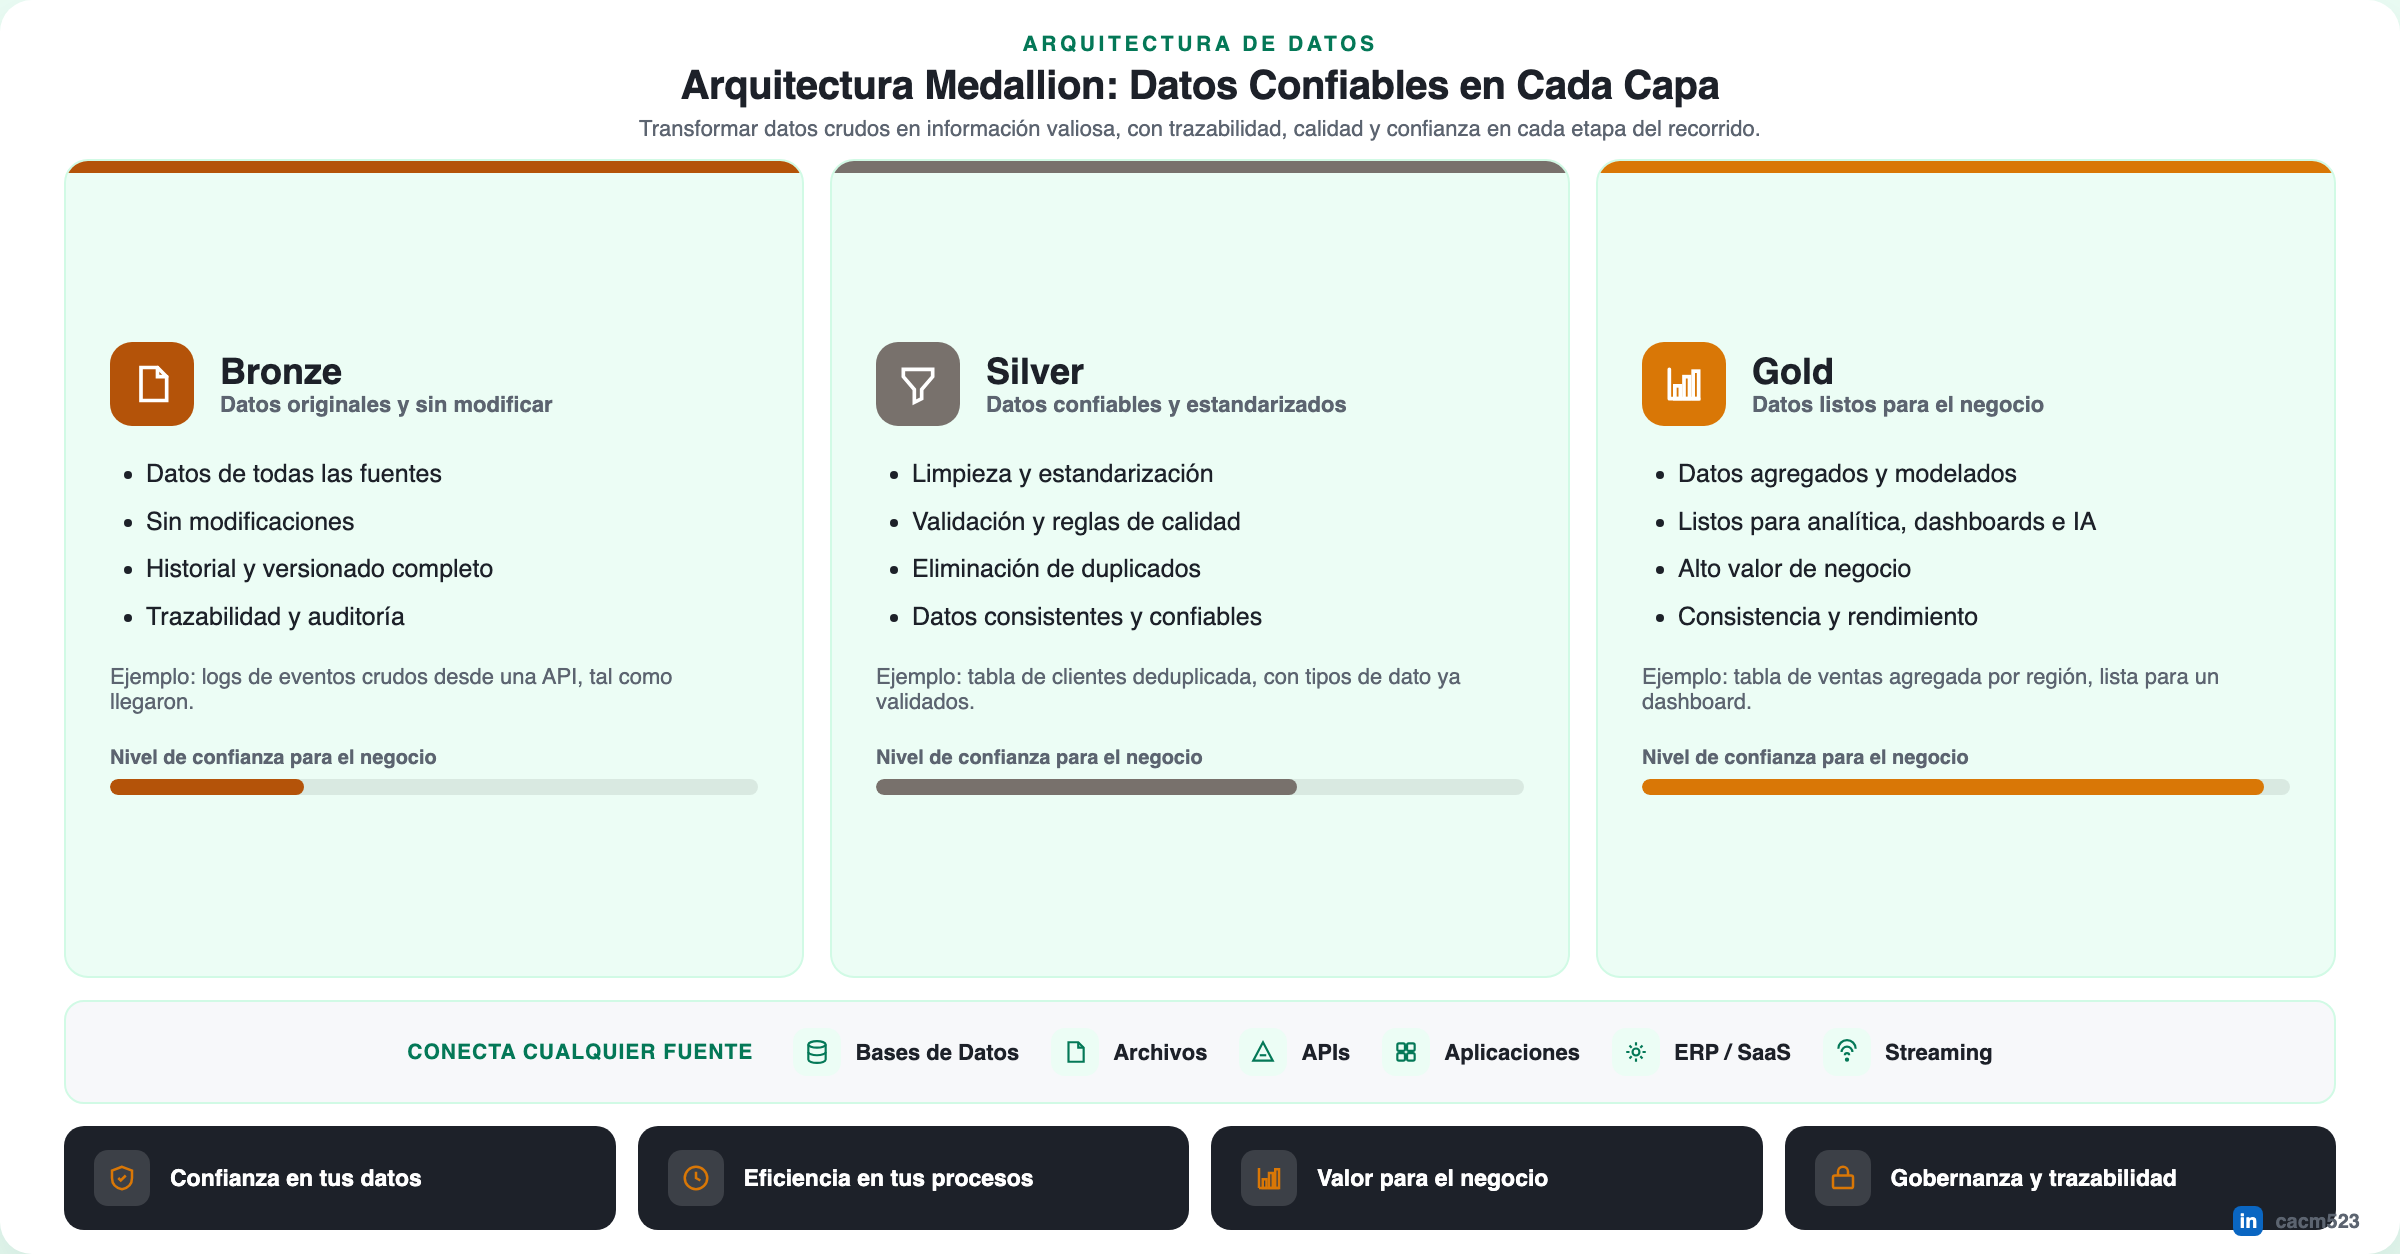 ARQUITECTURA DE DATOS
Arquitectura Medallion: Datos Confiables en Cada Capa
Transformar datos crudos en información valiosa, con trazabilidad, calidad y confianza en cada etapa del recorrido.
Bronze
Datos originales y sin modificar
• Datos de todas las fuentes
• Sin modificaciones
• Historial y versionado completo
• Trazabilidad y auditoría
Ejemplo: logs de eventos crudos desde una API, tal como
llegaron.
Nivel de confianza para el negocio
Silver
Datos confiables y estandarizados
• Limpieza y estandarización
• Validación y reglas de calidad
• Eliminación de duplicados
• Datos consistentes y confiables
Ejemplo: tabla de clientes deduplicada, con tipos de dato ya
validados.
Nivel de confianza para el negocio
Gold
Datos listos para el negocio
• Datos agregados y modelados
• Listos para analítica, dashboards e IA
• Alto valor de negocio
• Consistencia y rendimiento
Ejemplo: tabla de ventas agregada por región, lista para un
dashboard.
Nivel de confianza para el negocio
CONECTA CUALQUIER FUENTE
Bases de Datos
Archivos
APIs
Aplicaciones
ERP / SaaS
Streaming
Confianza en tus datos
Eficiencia en tus procesos
Valor para el negocio
Gobernanza y trazabilidad
in cacm523